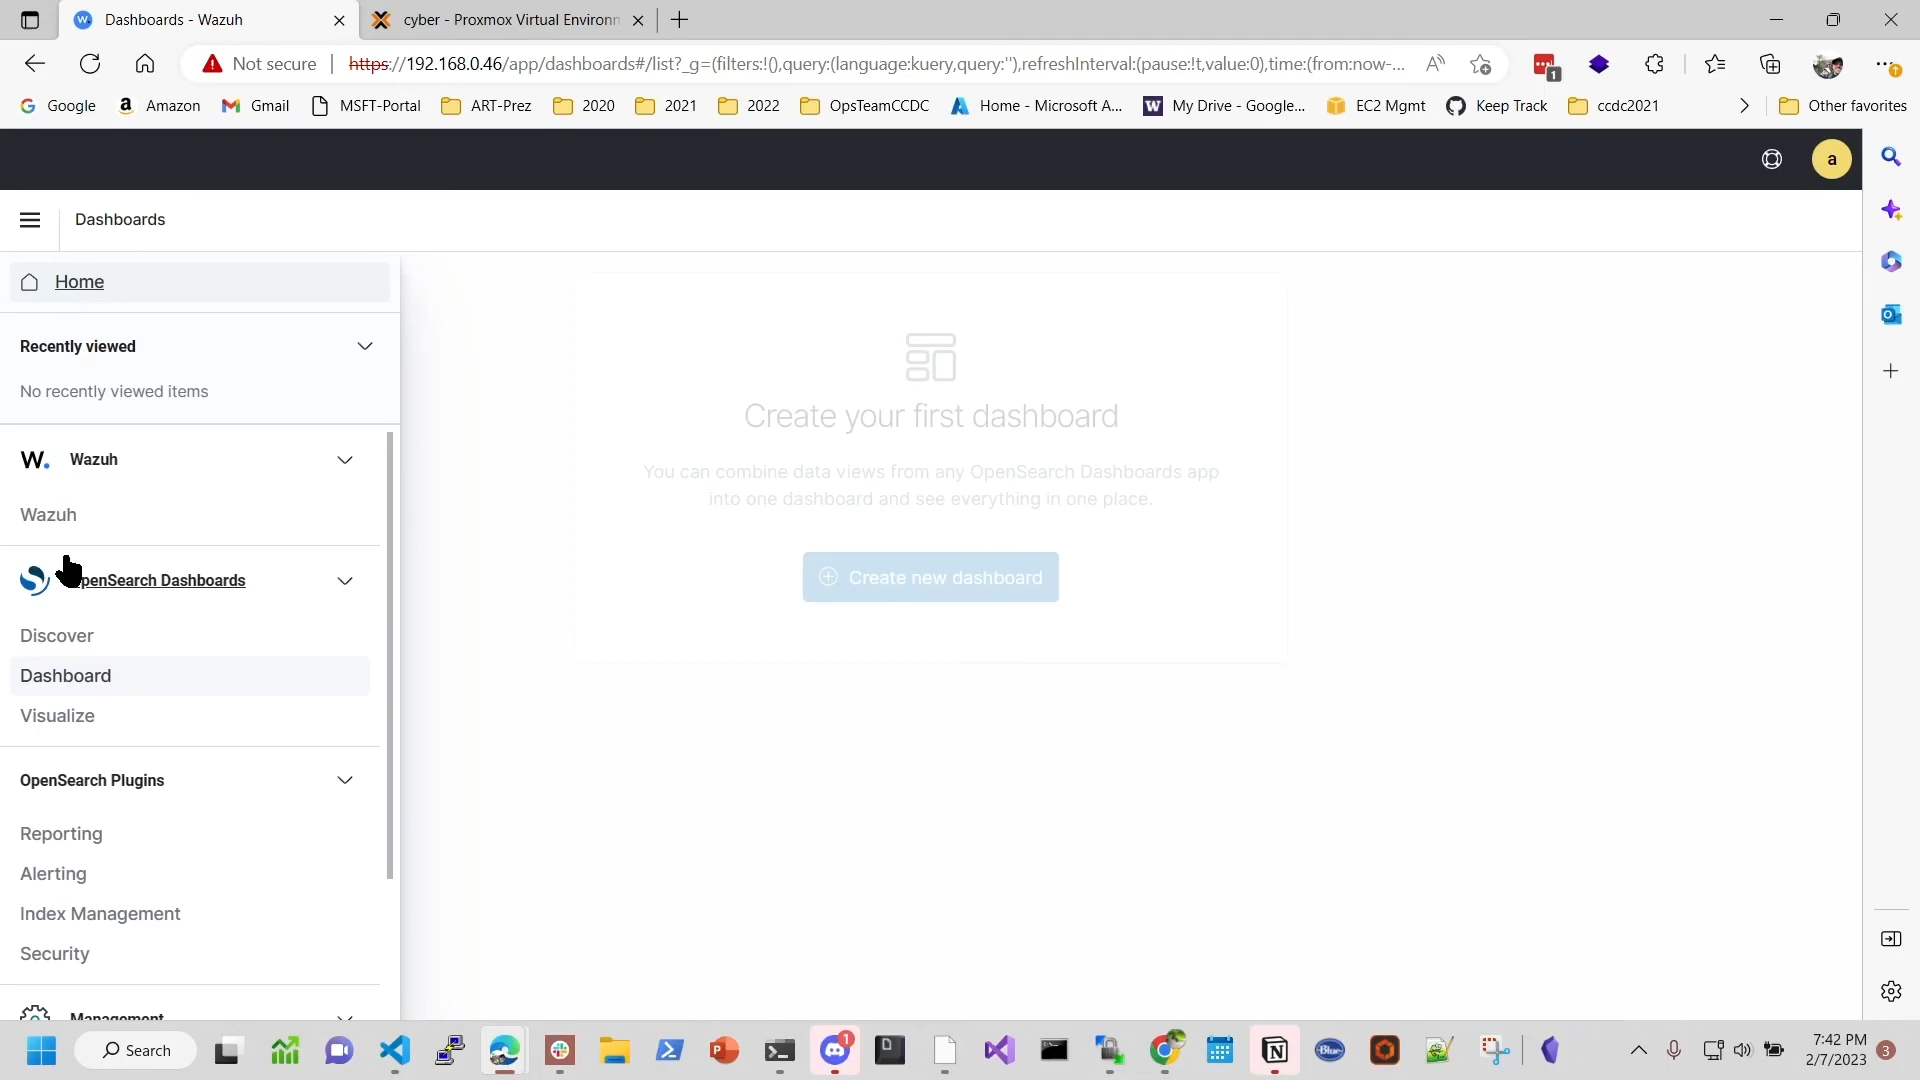 Dashboards - Wazuh
cyber - Proxmox Virtual Environ
Not secure
https://192.168.0.46/app/dashboards#/list?_g=(filters:!(),query:(language:kuery,query:''),refreshInterval:(pause:!t,value:0),time:(from:now-...
1
Google
Amazon
Gmail
MSFT-Portal
ART-Prez
2020
2021
2022
OpsTeamCCDC
Home - Microsoft A...
My Drive - Google...
EC2 Mgmt
Keep Track
ccdc2021
Other favorites
a
Dashboards
Home
Recently viewed
No recently viewed items
W. Wazuh
Wazuh
penSearch Dashboards
Discover
Dashboard
Visualize
OpenSearch Plugins
Reporting
Alerting
Index Management
Security
Management
Create your first dashboard
You can combine data views from any OpenSearch Dashboards app
into one dashboard and see everything in one place.
Create new dashboard
Search
1
Blue
7:42 PM
2/7/2023
3